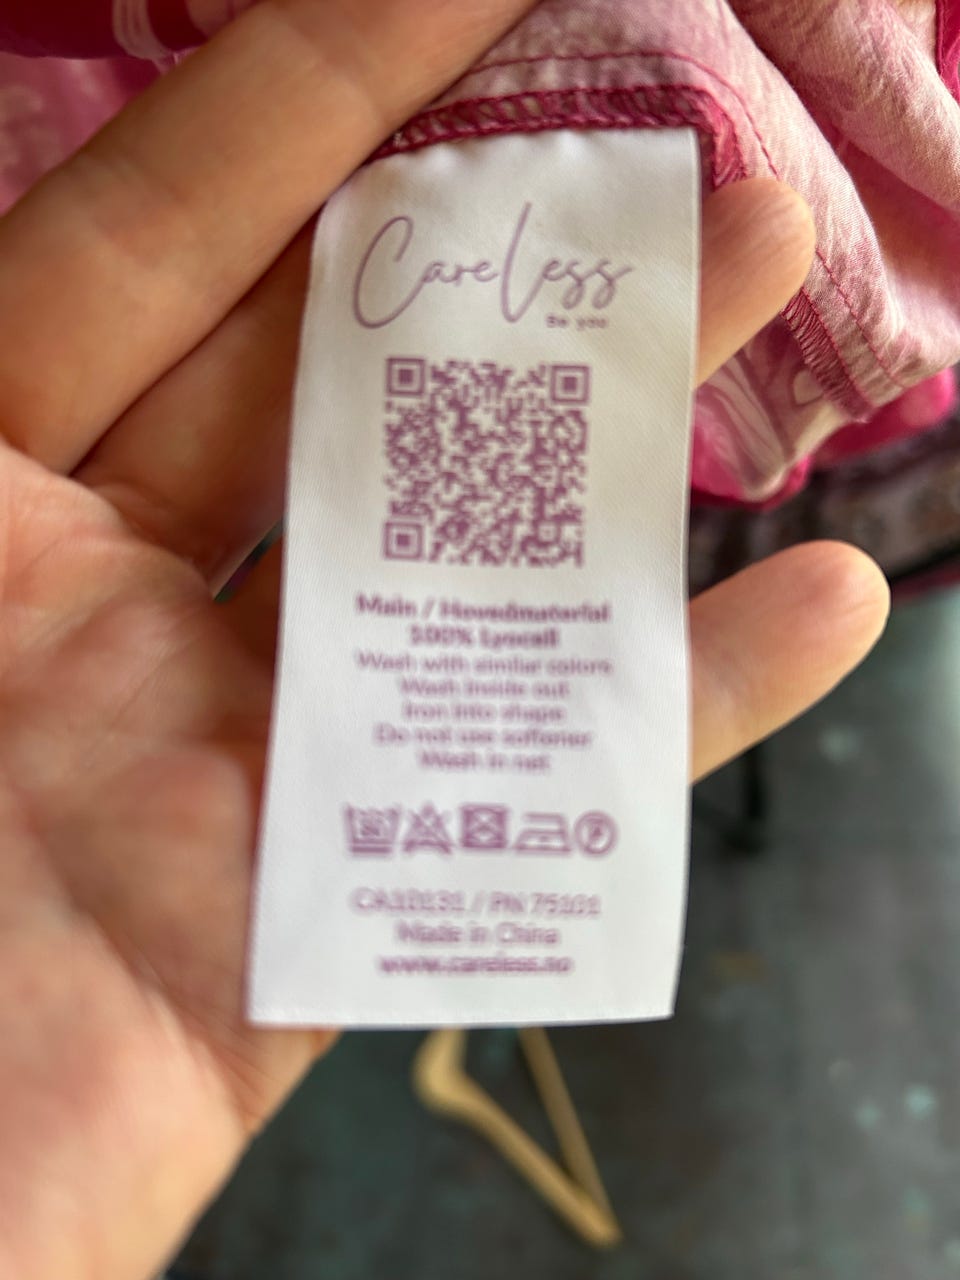 CareLess
Be you
Main / Hovedmaterial
100% Lyocell
Wash with similar colors
Wash inside out
Iron into shape
Do not use softener
Wash in net
CA10131 / PN 75101
Made in China
www.careless.no